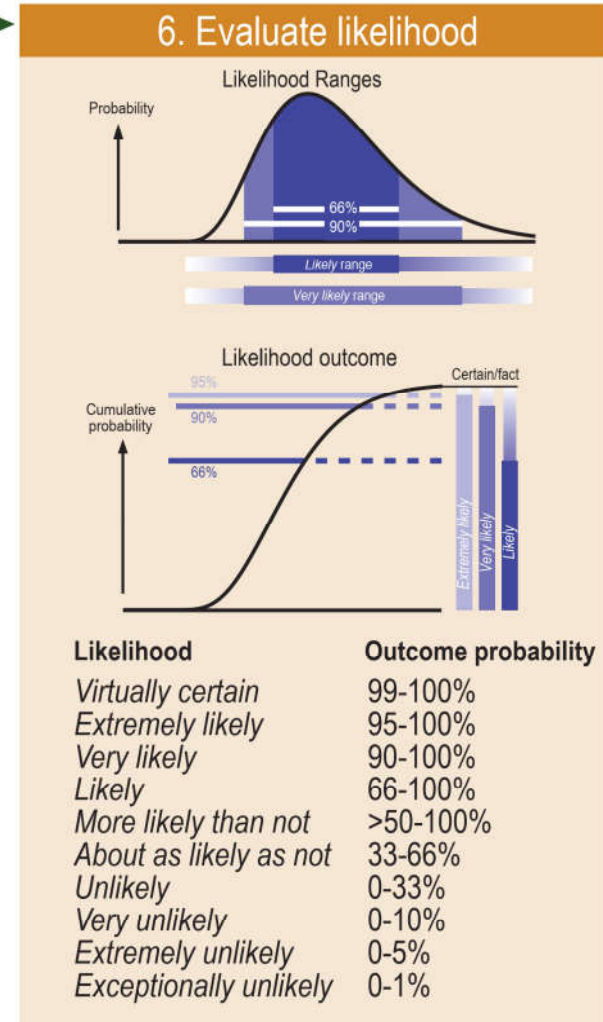 6. Evaluate likelihood
Likelihood Ranges
Probability
66%
90%
Likely range
Very likely range
Likelihood outcome
Certain/fact
95%
Cumulative
probability
90%
66%
Extremely likely
Very likely
Likely
Likelihood Outcome probability
Virtually certain 99-100%
Extremely likely 95-100%
Very likely 90-100%
Likely 66-100%
More likely than not >50-100%
About as likely as not 33-66%
Unlikely 0-33%
Very unlikely 0-10%
Extremely unlikely 0-5%
Exceptionally unlikely 0-1%